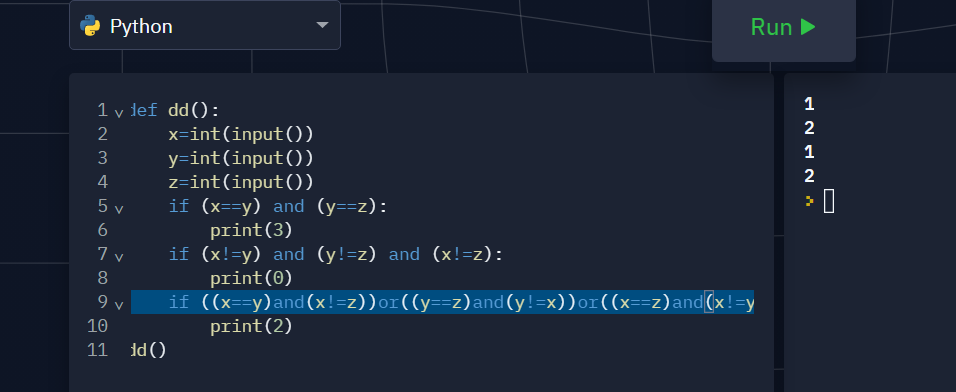 Python
Run
1 def dd():
2 x=int(input())
3 y=int(input())
4 z=int(input())
5 if (x==y) and (y==z):
6 print(3)
7 if (x!=y) and (y!=z) and (x!=z):
8 print(0)
9 if ((x==y)and(x!=z))or((y==z)and(y!=x))or((x==z)and(x!=y
10 print(2)
11 dd()
1
2
1
2
>